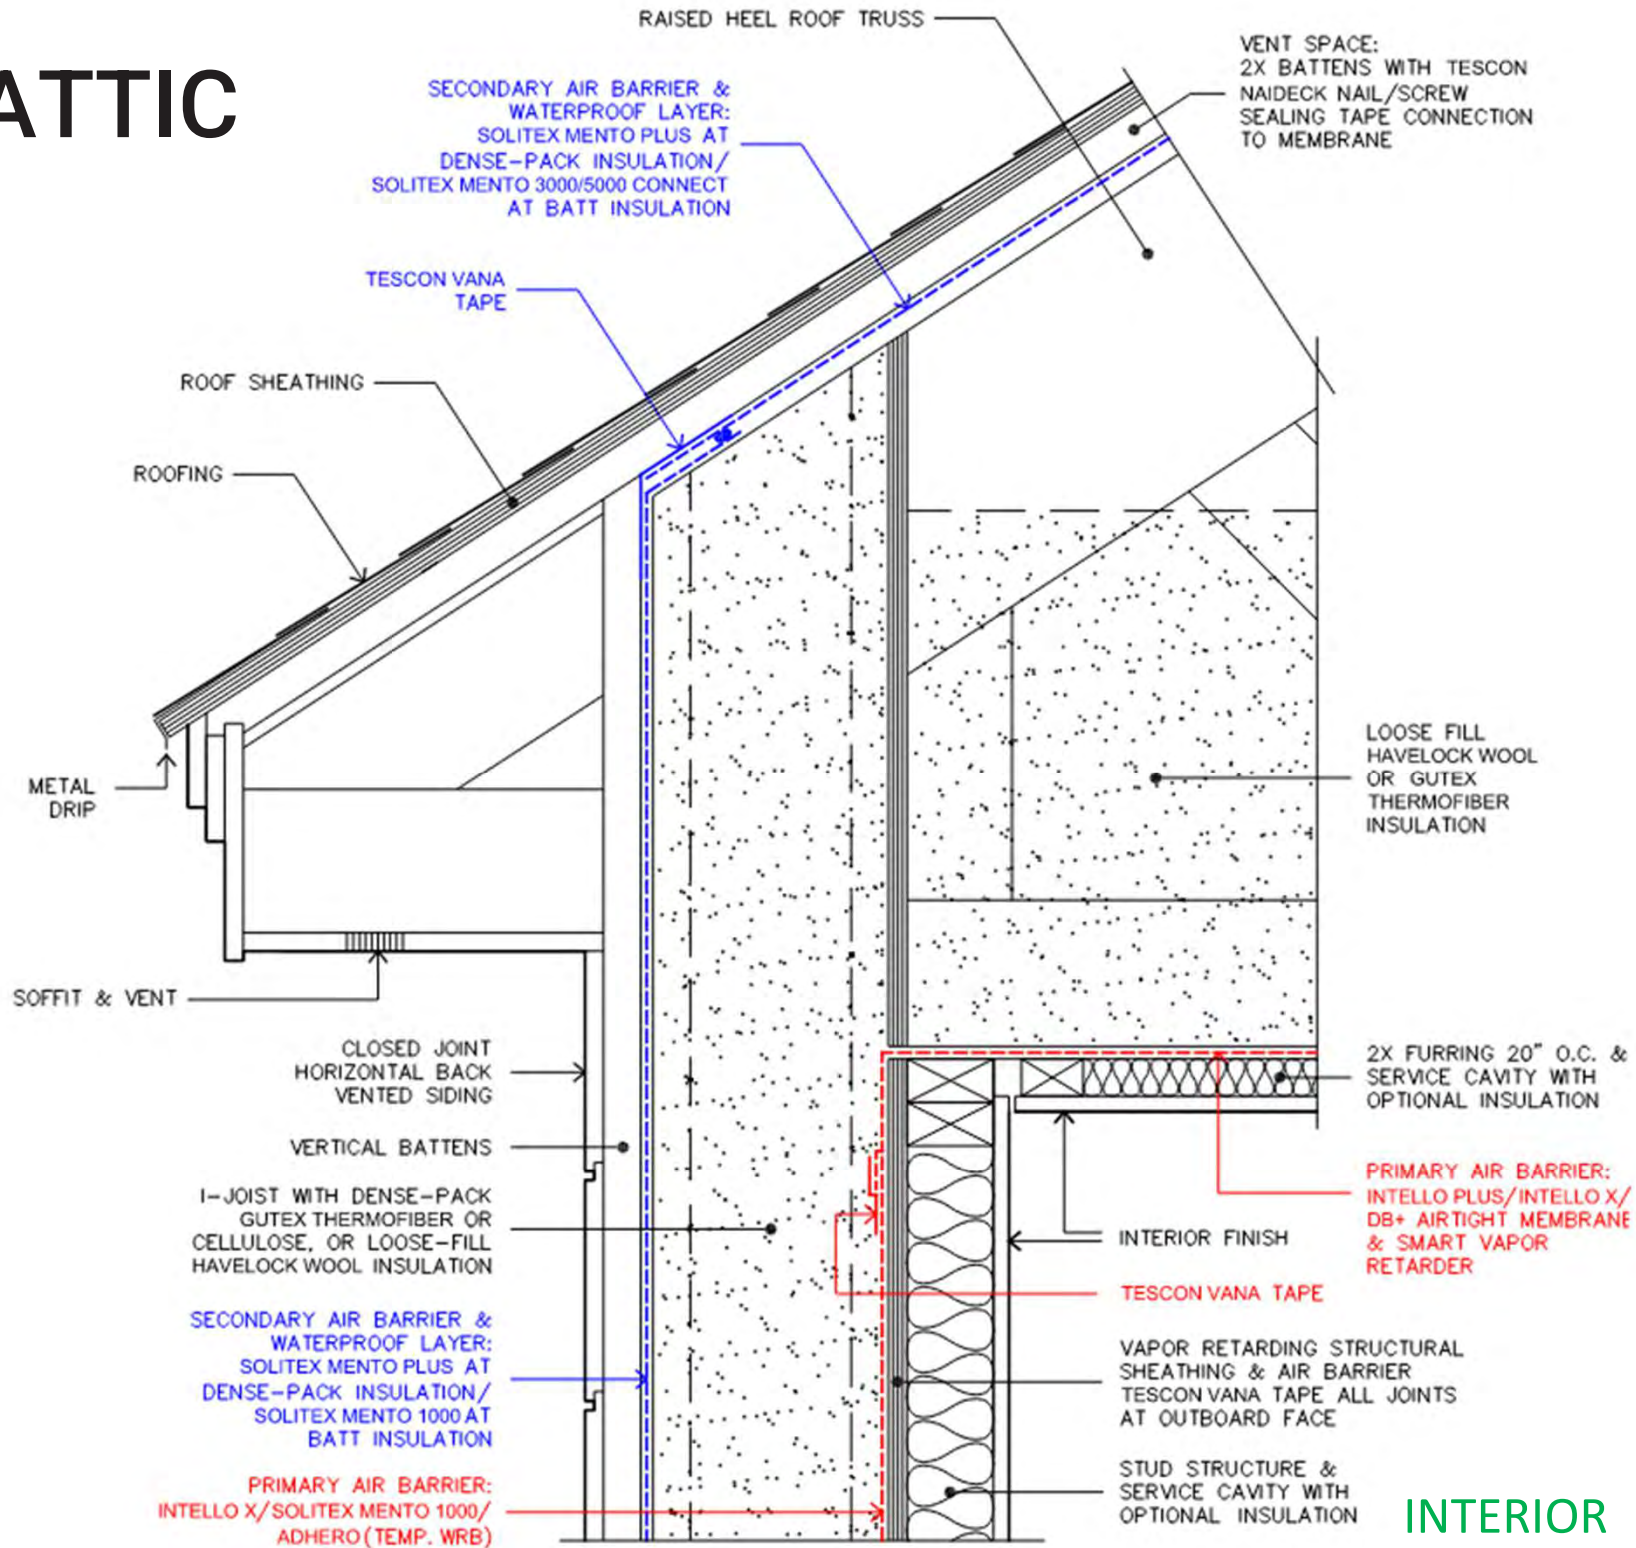 ATTIC
RAISED HEEL ROOF TRUSS
VENT SPACE:
2X BATTENS WITH TESCON
NAIDECK NAIL/SCREW
SEALING TAPE CONNECTION
TO MEMBRANE
SECONDARY AIR BARRIER &
WATERPROOF LAYER:
SOLITEX MENTO PLUS AT
DENSE-PACK INSULATION/
SOLITEX MENTO 3000/5000 CONNECT
AT BATT INSULATION
TESCON VANA
TAPE
ROOF SHEATHING
ROOFING
METAL
DRIP
SOFFIT & VENT
CLOSED JOINT
HORIZONTAL BACK
VENTED SIDING
VERTICAL BATTENS
I-JOIST WITH DENSE-PACK
GUTEX THERMOFIBER OR
CELLULOSE, OR LOOSE-FILL
HAVELOCK WOOL INSULATION
SECONDARY AIR BARRIER &
WATERPROOF LAYER:
SOLITEX MENTO PLUS AT
DENSE-PACK INSULATION/
SOLITEX MENTO 1000 AT
BATT INSULATION
PRIMARY AIR BARRIER:
INTELLO X/SOLITEX MENTO 1000/
ADHERO (TEMP. WRB)
LOOSE FILL
HAVELOCK WOOL
OR GUTEX
THERMOFIBER
INSULATION
2X FURRING 20" O.C. &
SERVICE CAVITY WITH
OPTIONAL INSULATION
PRIMARY AIR BARRIER:
INTELLO PLUS/INTELLO X/
DB+ AIRTIGHT MEMBRANE
& SMART VAPOR
RETARDER
INTERIOR FINISH
TESCON VANA TAPE
VAPOR RETARDING STRUCTURAL
SHEATHING & AIR BARRIER
TESCON VANA TAPE ALL JOINTS
AT OUTBOARD FACE
STUD STRUCTURE &
SERVICE CAVITY WITH
OPTIONAL INSULATION
INTERIOR